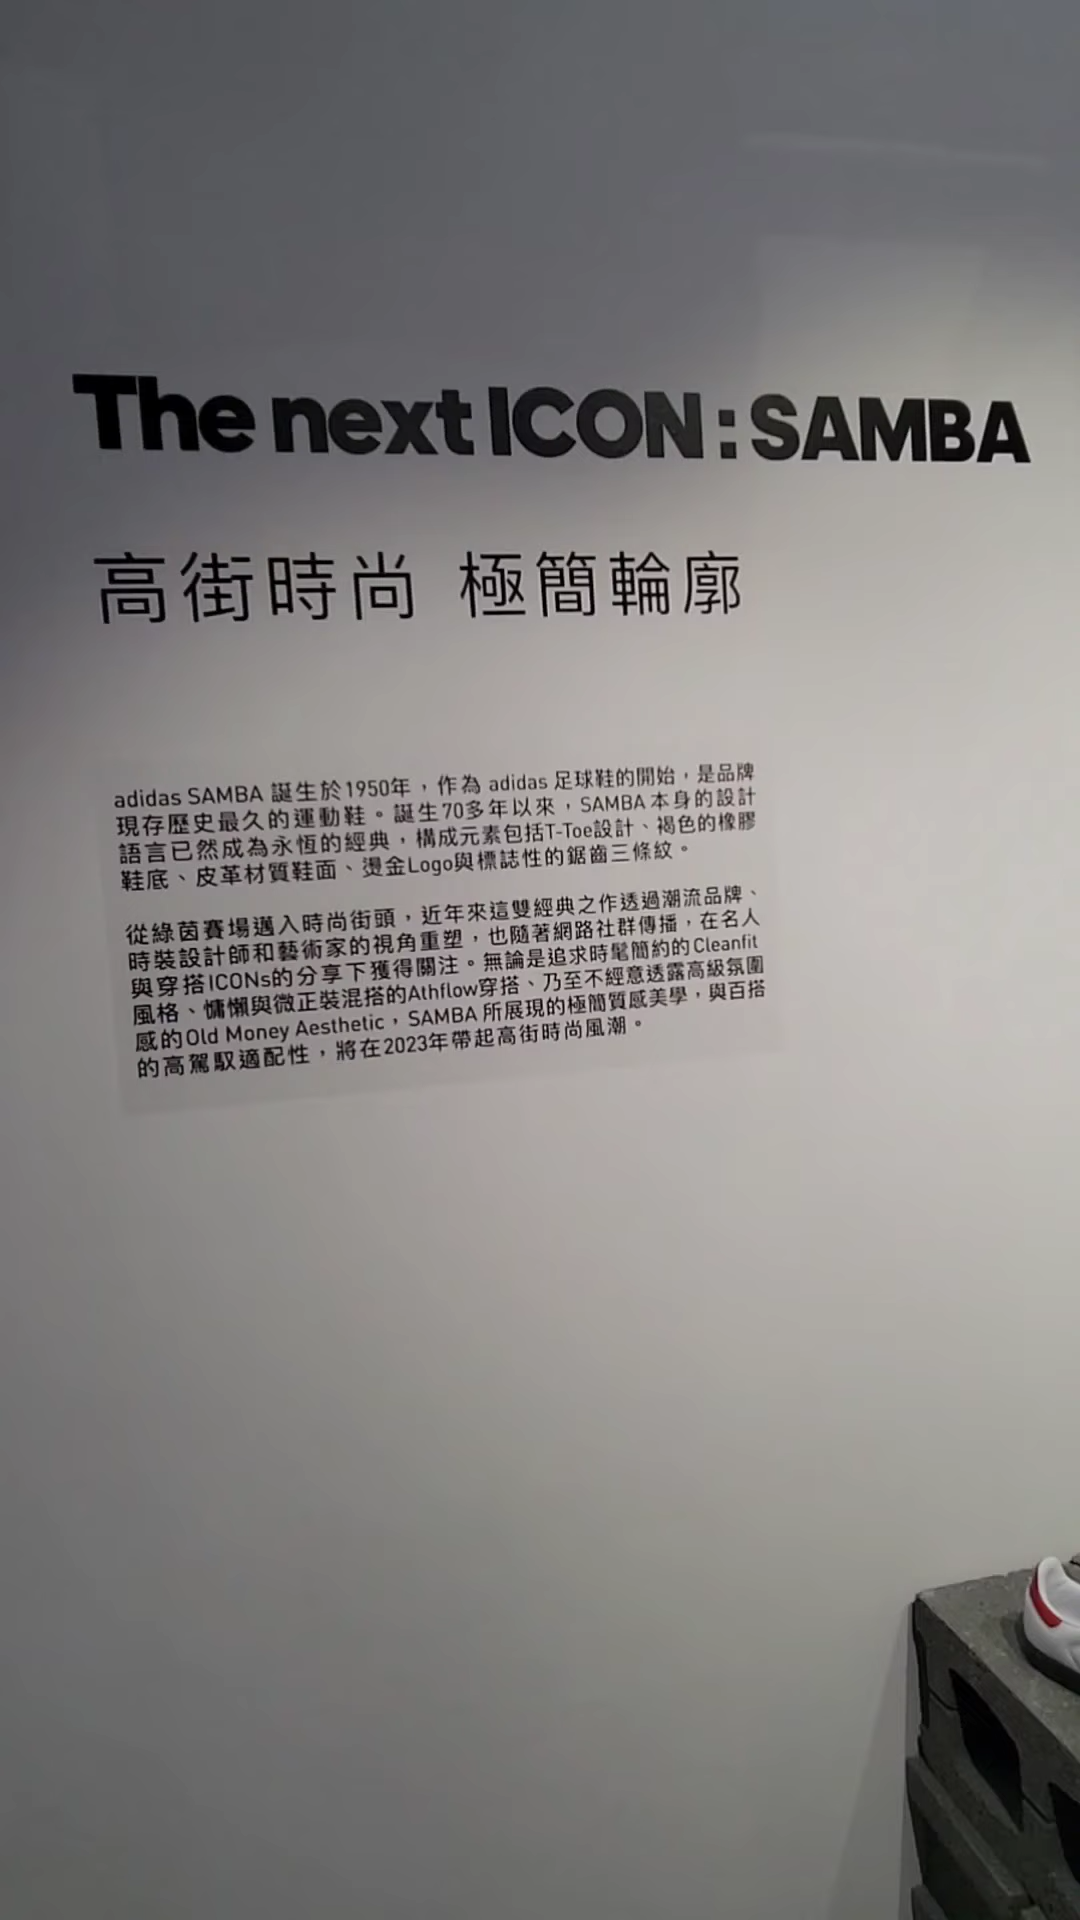 The next ICON : SAMBA
高街時尚 極簡輪廓
adidas SAMBA 誕生於1950年，作為 adidas 足球鞋的開始，是品牌
現存歷史最久的運動鞋。誕生70多年以來，SAMBA 本身的設計
語言已然成為永恆的經典，構成元素包括T-Toe設計、褐色的橡膠
鞋底、皮革材質鞋面、燙金Logo與標誌性的鋸齒三條紋。
從綠茵賽場邁入時尚街頭，近年來這雙經典之作透過潮流品牌、
時裝設計師和藝術家的視角重塑，也隨著網路社群傳播，在名人
與穿搭ICONs的分享下獲得關注。無論是追求時髦簡約的Cleanfit
風格、慵懶與微正裝混搭的Athflow穿搭、乃至不經意透露高級氛圍
感的Old Money Aesthetic，SAMBA 所展現的極簡質感美學，與百搭
的高駕馭適配性，將在2023年帶起高街時尚風潮。